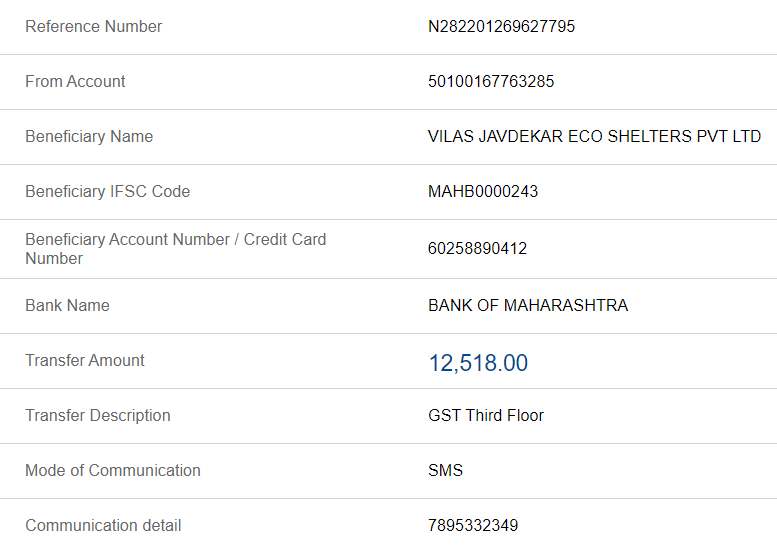 Reference Number N282201269627795
From Account 50100167763285
Beneficiary Name VILAS JAVDEKAR ECO SHELTERS PVT LTD
Beneficiary IFSC Code MAHB0000243
Beneficiary Account Number / Credit Card
Number 60258890412
Bank Name BANK OF MAHARASHTRA
Transfer Amount 12,518.00
Transfer Description GST Third Floor
Mode of Communication SMS
Communication detail 7895332349